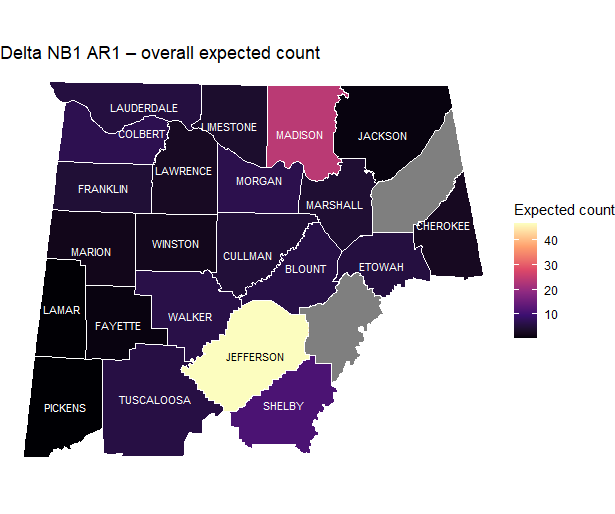 Delta NB1 AR1 – overall expected count
LAUDERDALE
LIMESTONE
MADISON
JACKSON
COLBERT
LAWRENCE
MORGAN
FRANKLIN
MARSHALL
CHEROKEE
MARION
WINSTON
CULLMAN
BLOUNT
ETOWAH
LAMAR
FAYETTE
WALKER
JEFFERSON
PICKENS
TUSCALOOSA
SHELBY
Expected count
40
30
20
10